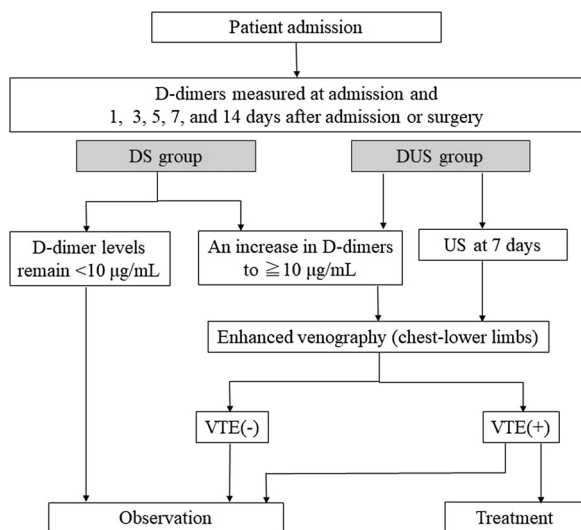 Patient admission
D-dimers measured at admission and
1, 3, 5, 7, and 14 days after admission or surgery
DS group
DUS group
D-dimer levels
remain <10 μg/mL
An increase in D-dimers
to ≧10 μg/mL
US at 7 days
Enhanced venography (chest-lower limbs)
VTE(-)
VTE(+)
Observation
Treatment